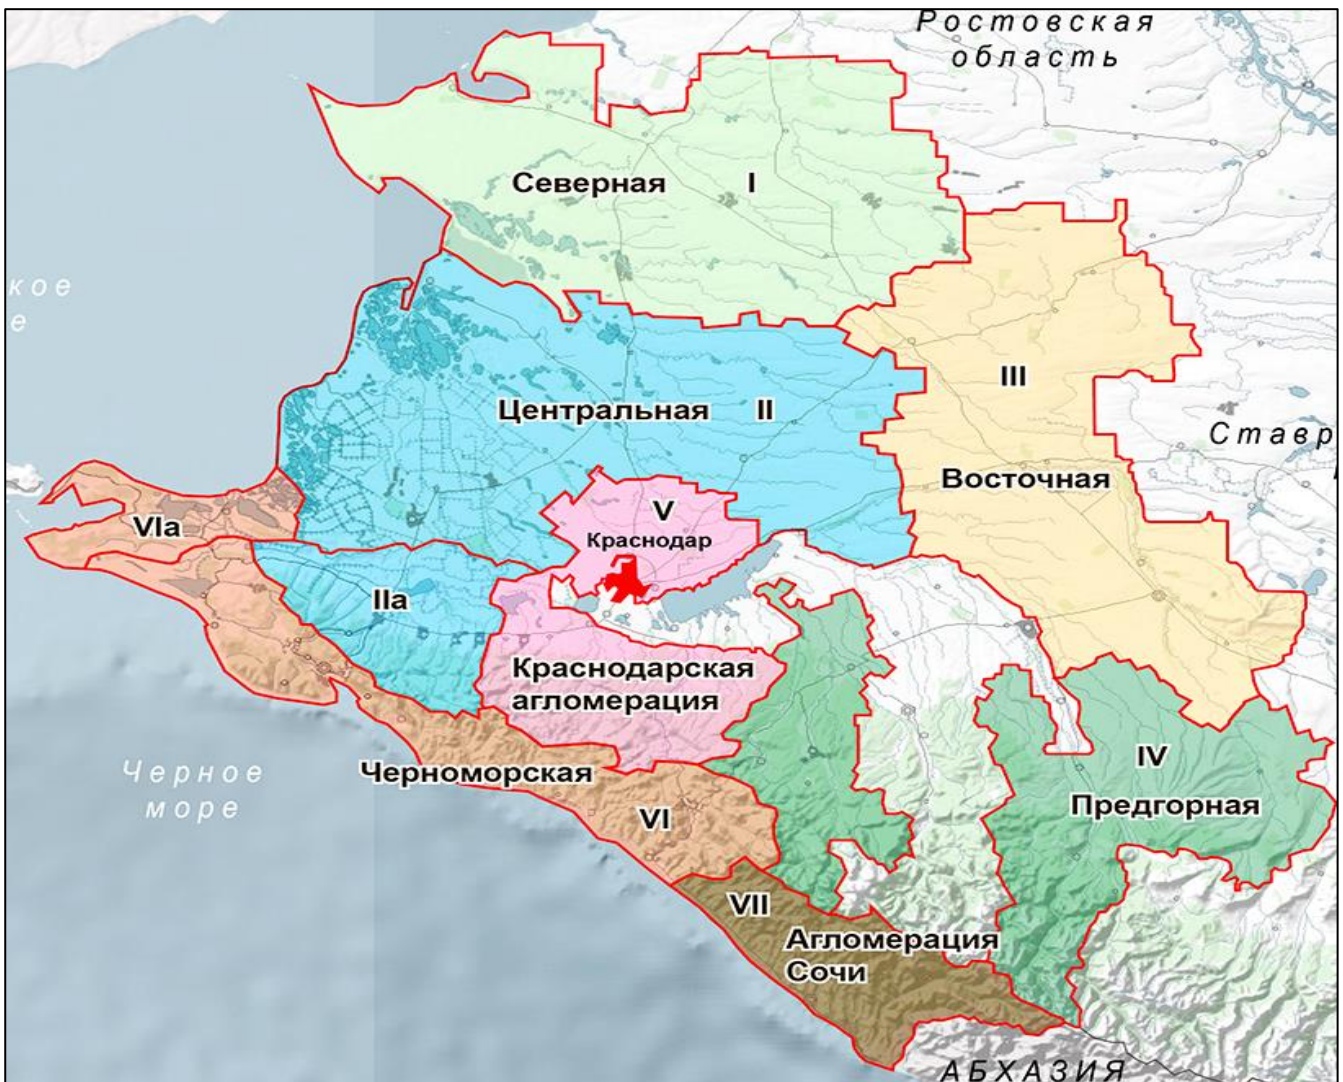 Ростовская
область
Северная I
кое
е
III
Центральная II
Ставр
Восточная
V
VIa
Краснодар
IIa
Краснодарская
агломерация
IV
Черное
море
Черноморская
Предгорная
VI
VII
Агломерация
Сочи
АБХАЗИЯ